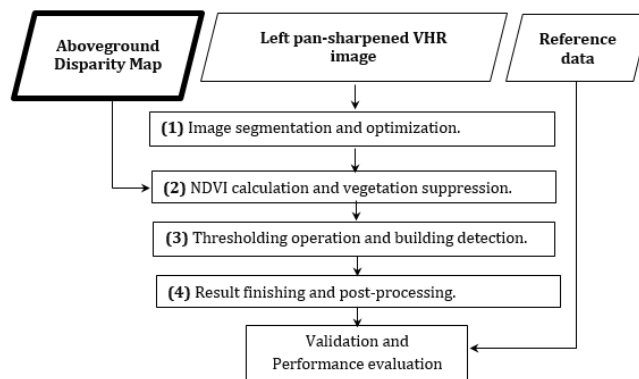 Aboveground
Disparity Map
Left pan-sharpened VHR
image
Reference
data
(1) Image segmentation and optimization.
(2) NDVI calculation and vegetation suppression.
(3) Thresholding operation and building detection.
(4) Result finishing and post-processing.
Validation and
Performance evaluation